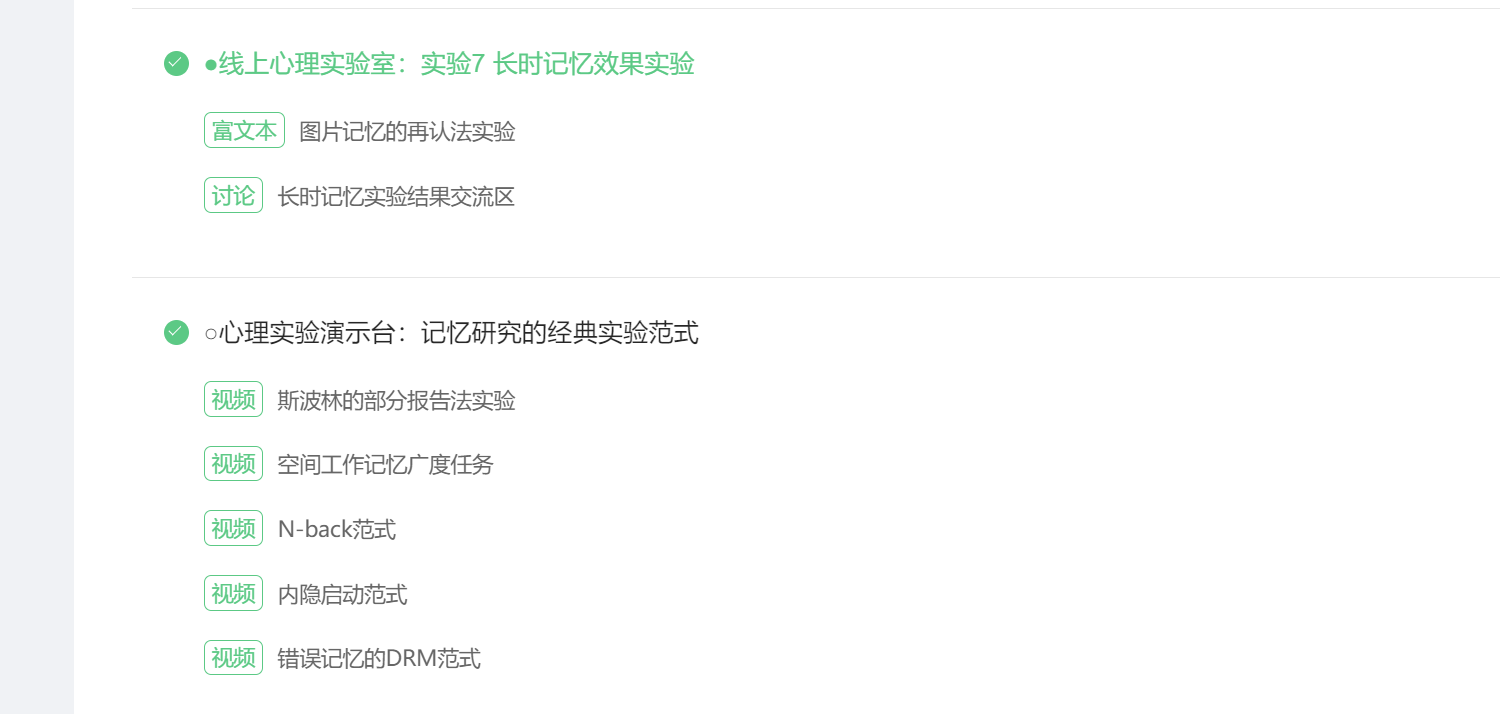 ●线上心理实验室：实验7 长时记忆效果实验
富文本 图片记忆的再认法实验
讨论 长时记忆实验结果交流区
○心理实验演示台：记忆研究的经典实验范式
视频 斯波林的部分报告法实验
视频 空间工作记忆广度任务
视频 N-back范式
视频 内隐启动范式
视频 错误记忆的DRM范式